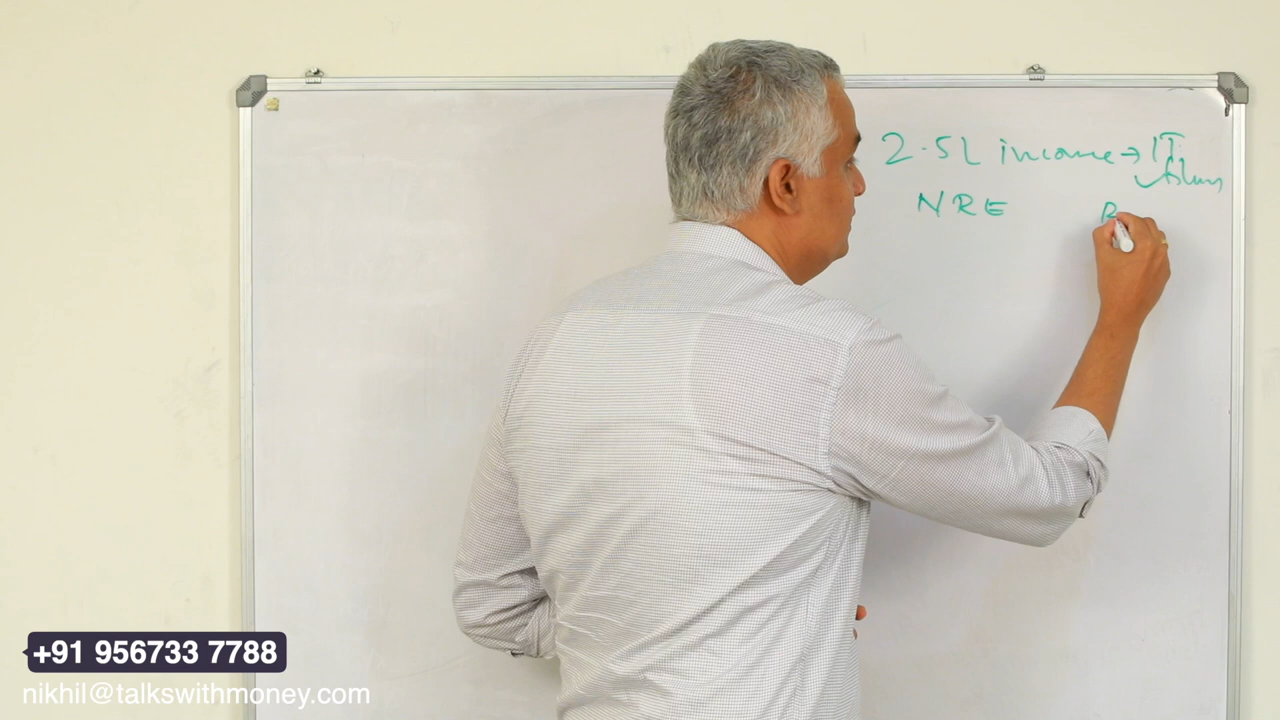 2.5L income → IT
NRE R
+91 956733 7788
nikhil@talkswithmoney.com